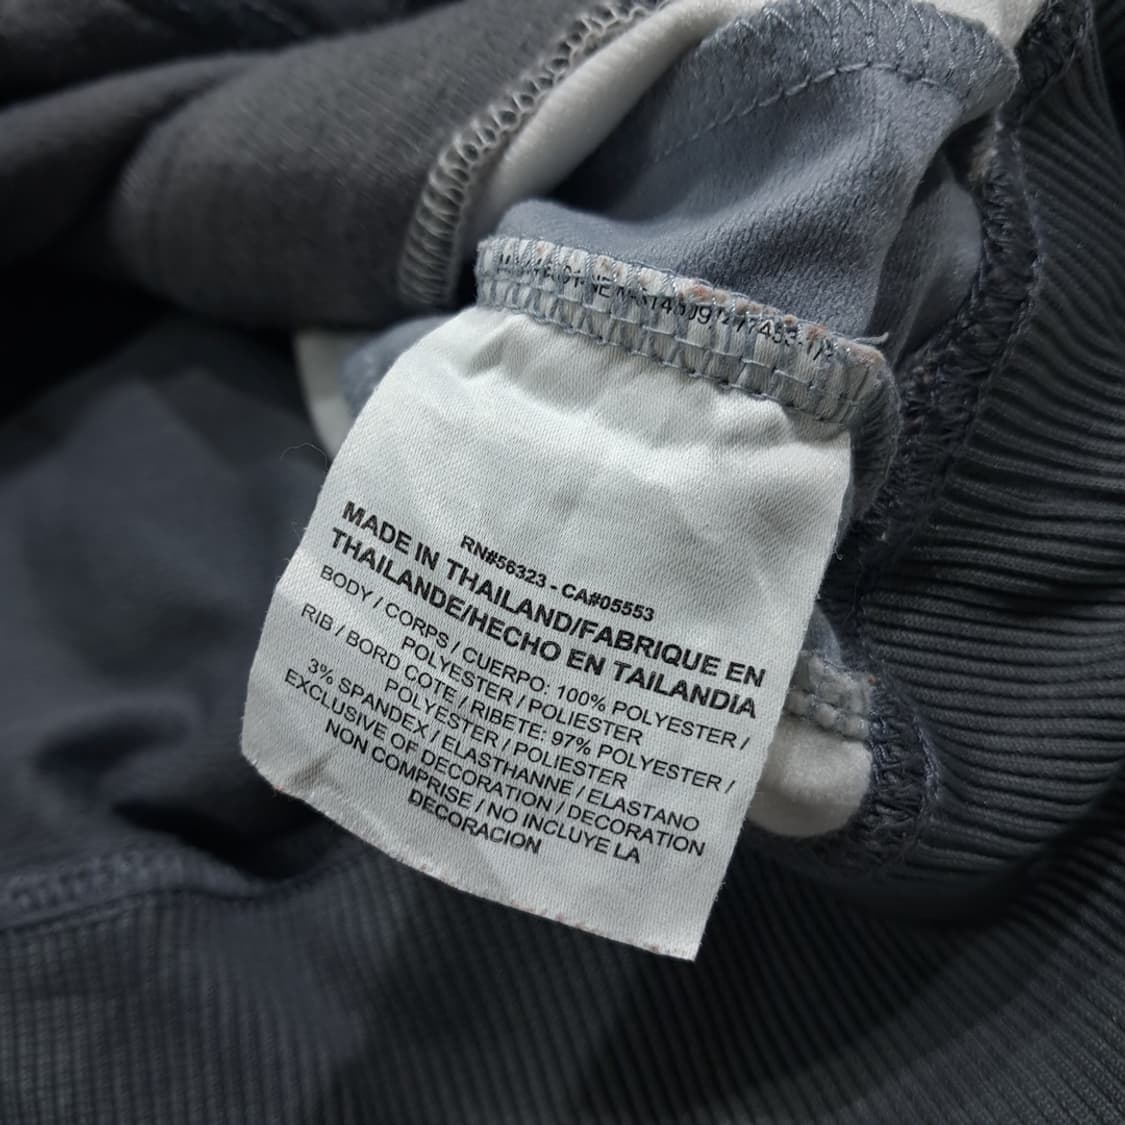 RN#56323 - CA#05553
MADE IN THAILAND/FABRIQUE EN
THAILANDE/HECHO EN TAILANDIA
BODY / CORPS / CUERPO: 100% POLYESTER /
POLYESTER / POLIESTER
RIB / BORD COTE / RIBETE: 97% POLYESTER /
POLYESTER / POLIESTER
3% SPANDEX / ELASTHANNE / ELASTANO
EXCLUSIVE OF DECORATION / DECORATION
NON COMPRISE / NO INCLUYE LA
DECORACION